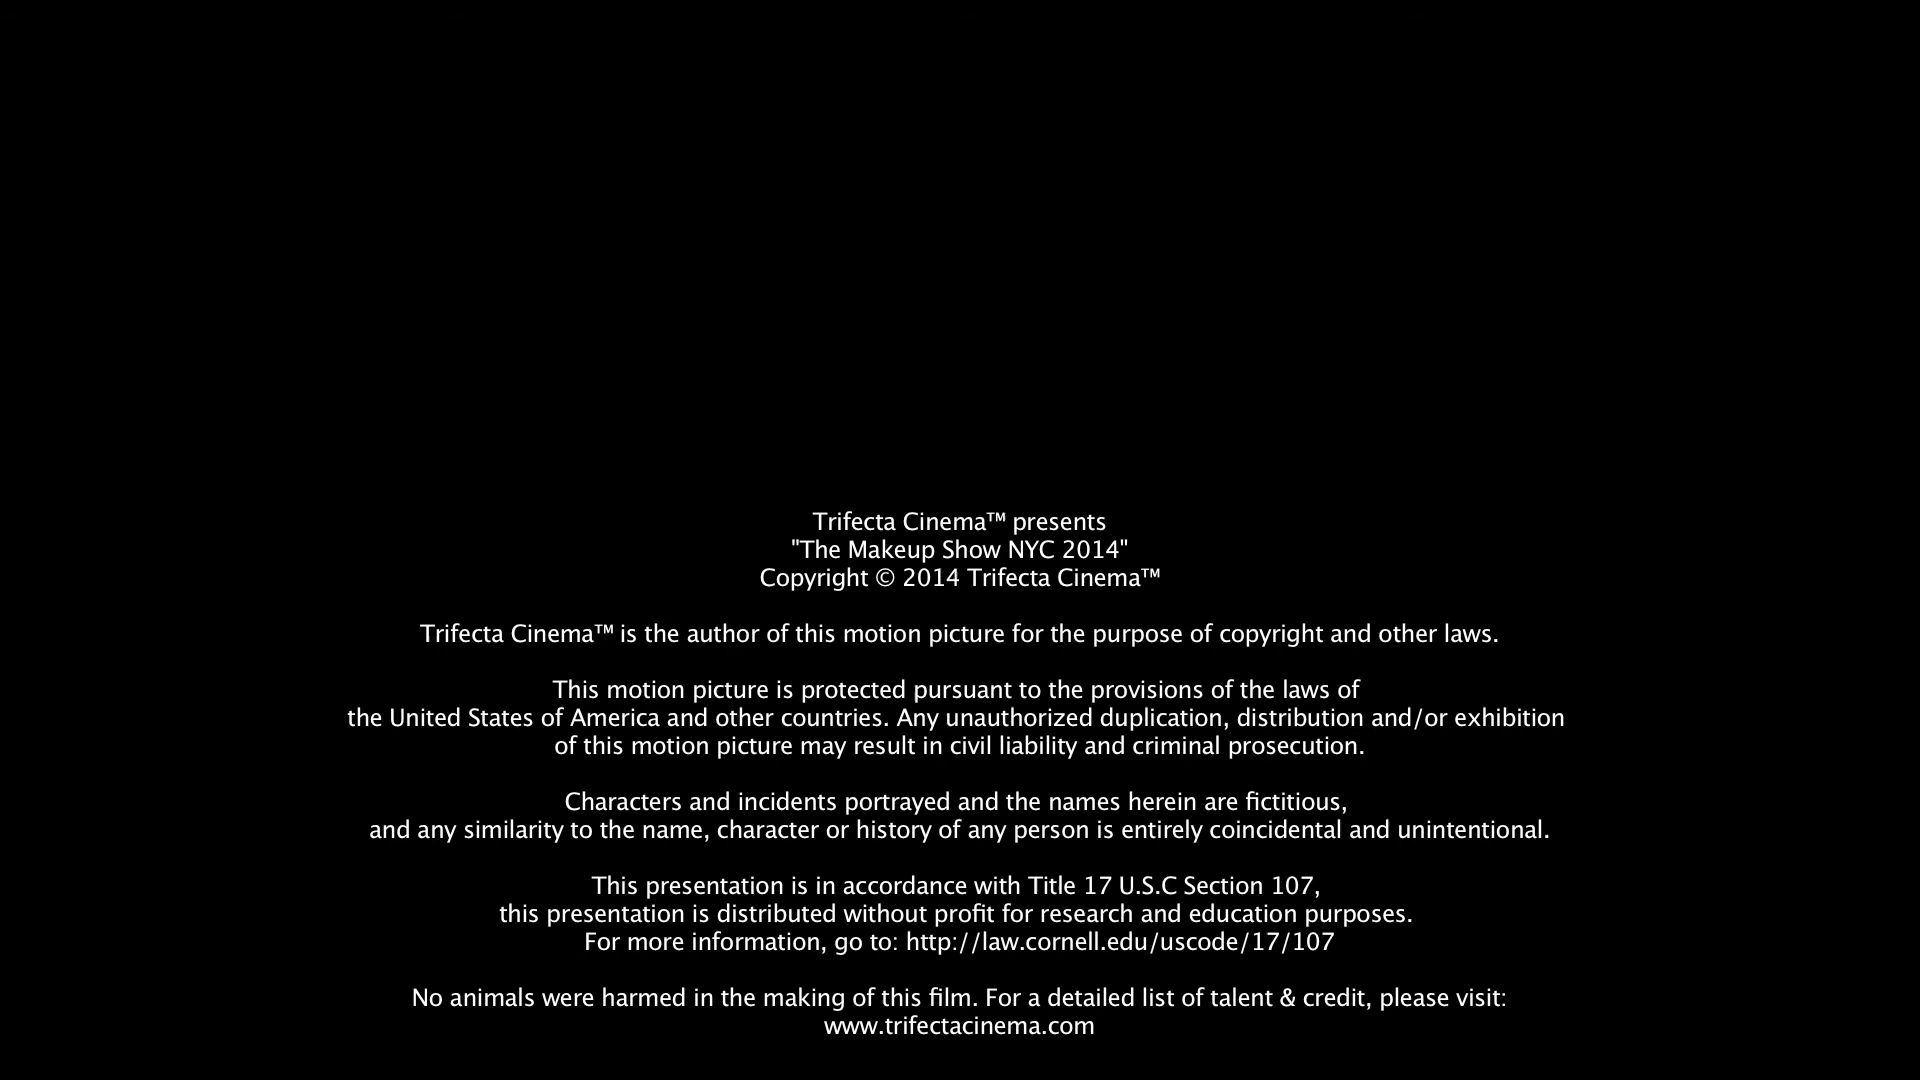 Trifecta Cinema™ presents
"The Makeup Show NYC 2014"
Copyright © 2014 Trifecta Cinema™
Trifecta Cinema™ is the author of this motion picture for the purpose of copyright and other laws.
This motion picture is protected pursuant to the provisions of the laws of
the United States of America and other countries. Any unauthorized duplication, distribution and/or exhibition
of this motion picture may result in civil liability and criminal prosecution.
Characters and incidents portrayed and the names herein are fictitious,
and any similarity to the name, character or history of any person is entirely coincidental and unintentional.
This presentation is in accordance with Title 17 U.S.C Section 107,
this presentation is distributed without profit for research and education purposes.
For more information, go to: http://law.cornell.edu/uscode/17/107
No animals were harmed in the making of this film. For a detailed list of talent & credit, please visit:
www.trifectacinema.com